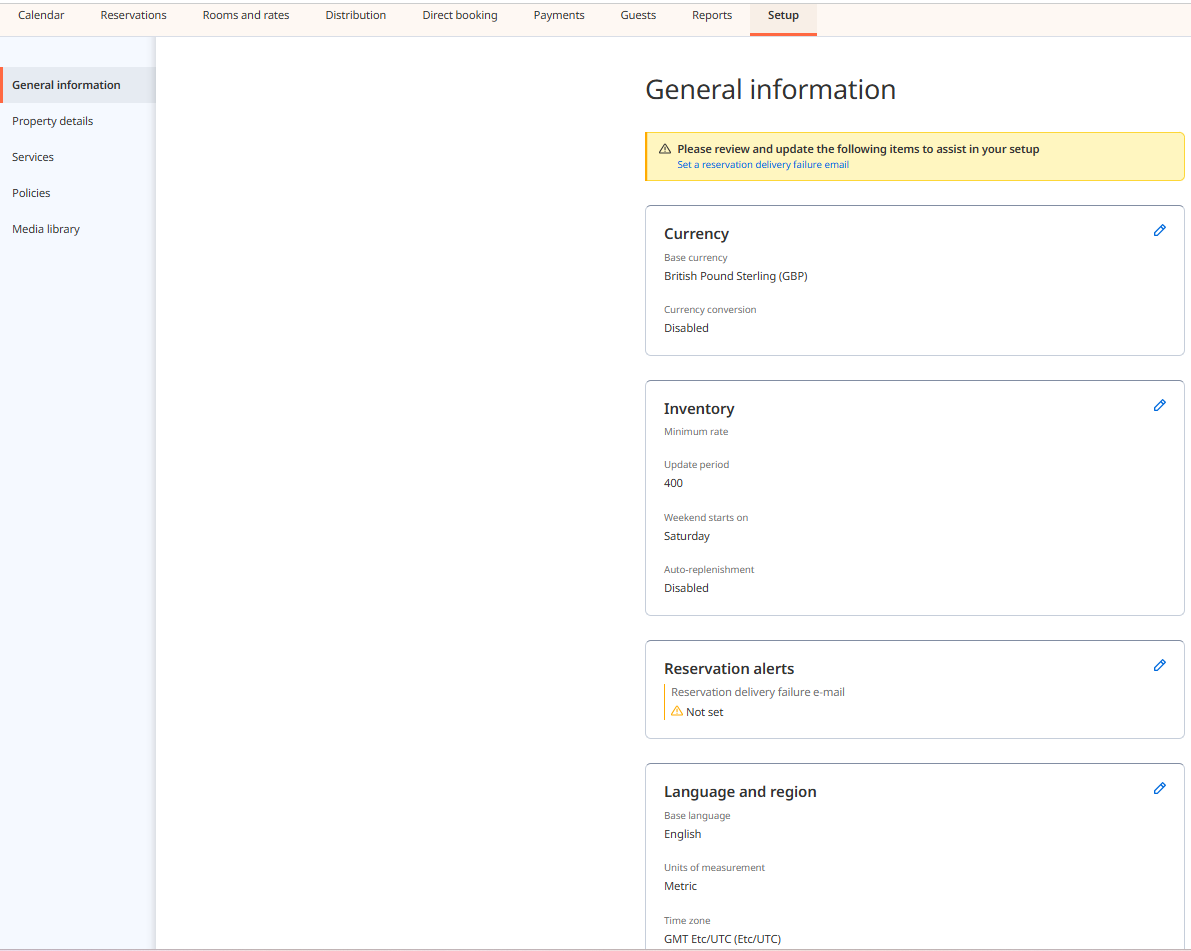 Calendar Reservations Rooms and rates Distribution Direct booking Payments Guests Reports Setup
General information
Property details
Services
Policies
Media library
General information
Please review and update the following items to assist in your setup
Set a reservation delivery failure email
Currency
Base currency
British Pound Sterling (GBP)
Currency conversion
Disabled
Inventory
Minimum rate
Update period
400
Weekend starts on
Saturday
Auto-replenishment
Disabled
Reservation alerts
Reservation delivery failure e-mail
Not set
Language and region
Base language
English
Units of measurement
Metric
Time zone
GMT Etc/UTC (Etc/UTC)